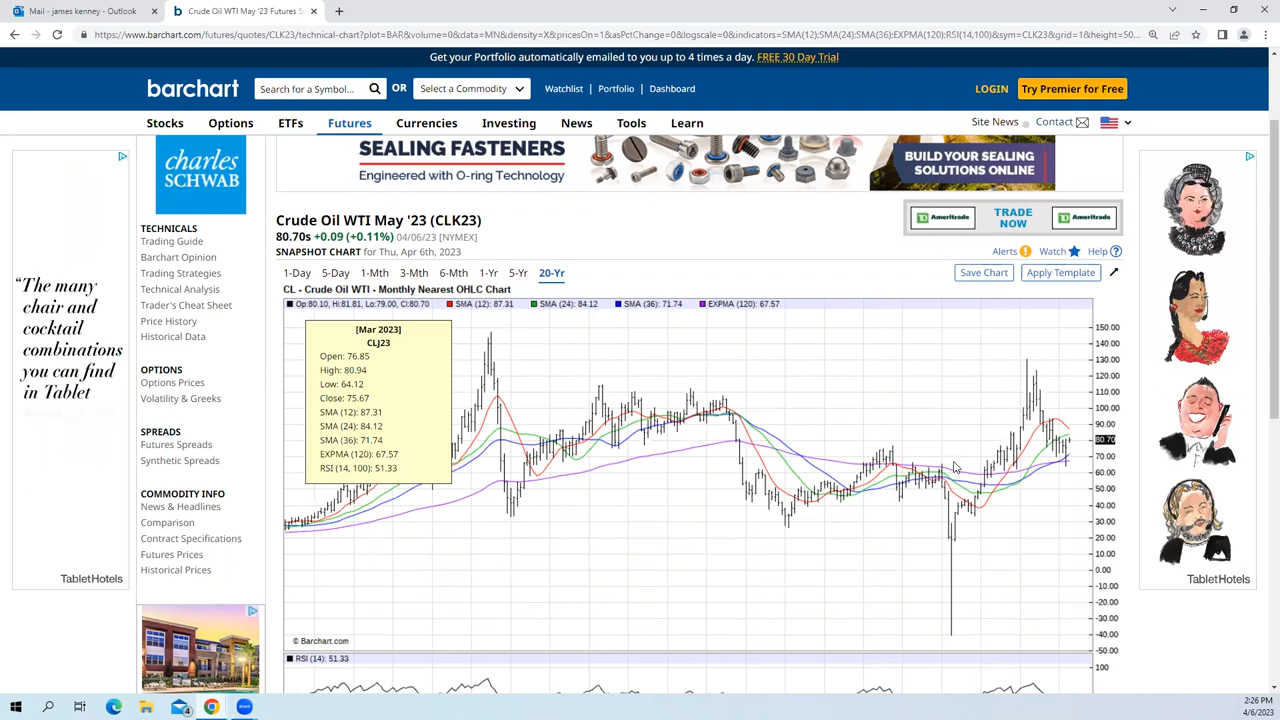 Mail - james kenney - Outlook
Crude Oil WTI May '23 Futures S
https://www.barchart.com/futures/quotes/CLK23/technical-chart?plot=BAR&volume=0&data=MN&density=X&pricesOn=1&asPctChange=0&logscale=0&indicators=SMA(12);SMA(24);SMA(36);EXPMA(120);RSI(14,100)&sym=CLK23&grid=1&height=50...
Get your Portfolio automatically emailed to you up to 4 times a day. FREE 30 Day Trial
barchart
Search for a Symbol...
OR
Select a Commodity
Watchlist
Portfolio
Dashboard
LOGIN
Try Premier for Free
Stocks
Options
ETFs
Futures
Currencies
Investing
News
Tools
Learn
Site News
Contact
charles
SCHWAB
SEALING FASTENERS
Engineered with O-ring Technology
BUILD YOUR SEALING
SOLUTIONS ONLINE
"The many
chair and
cocktail
combinations
you can find
in Tablet
TabletHotels
TECHNICALS
Trading Guide
Barchart Opinion
Trading Strategies
Technical Analysis
Trader's Cheat Sheet
Price History
Historical Data
OPTIONS
Options Prices
Volatility & Greeks
SPREADS
Futures Spreads
Synthetic Spreads
COMMODITY INFO
News & Headlines
Comparison
Contract Specifications
Futures Prices
Historical Prices
Crude Oil WTI May '23 (CLK23)
80.70s +0.09 (+0.11%) 04/06/23 [NYMEX]
SNAPSHOT CHART for Thu, Apr 6th, 2023
Ameritrade
TRADE
NOW
Ameritrade
Alerts
Watch
Help
1-Day
5-Day
1-Mth
3-Mth
6-Mth
1-Yr
5-Yr
20-Yr
Save Chart
Apply Template
CL - Crude Oil WTI - Monthly Nearest OHLC Chart
Op:80.10, Hi:81.81, Lo:79.00, Cl:80.70
SMA (12): 87.31
SMA (24): 84.12
SMA (36): 71.74
EXPMA (120): 67.57
[Mar 2023]
CLJ23
Open: 76.85
High: 80.94
Low: 64.12
Close: 75.67
SMA (12): 87.31
SMA (24): 84.12
SMA (36): 71.74
EXPMA (120): 67.57
RSI (14, 100): 51.33
150.00
140.00
130.00
120.00
110.00
100.00
90.00
80.70
70.00
60.00
50.00
40.00
30.00
20.00
10.00
0.00
-10.00
-20.00
-30.00
-40.00
-50.00
© Barchart.com
RSI (14): 51.33
100
TabletHotels
4
zoom
2:26 PM
4/6/2023